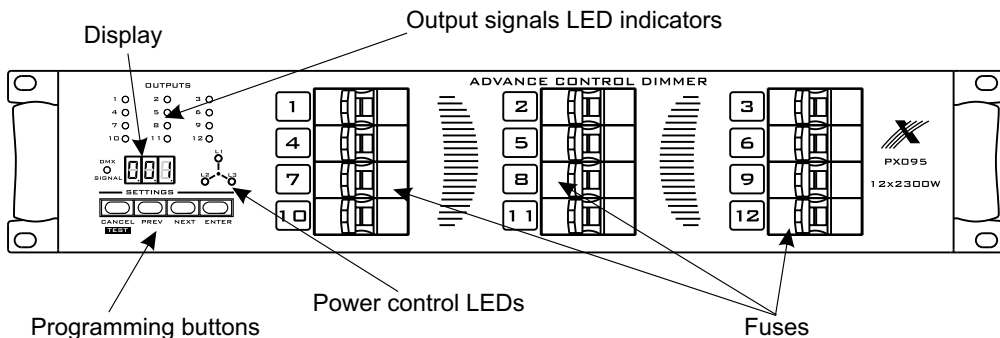 Output signals LED indicators
Display
ADVANCE CONTROL DIMMER
OUTPUTS
1 2 3
4 5 6
7 8 9
10 11 12
DMX
SIGNAL
001
L1
L2 L3
SETTINGS
CANCEL PREV NEXT ENTER
TEST
1 2 3
4 5 6
7 8 9
10 11 12
X
PX095
12x2300W
Power control LEDs
Programming buttons
Fuses